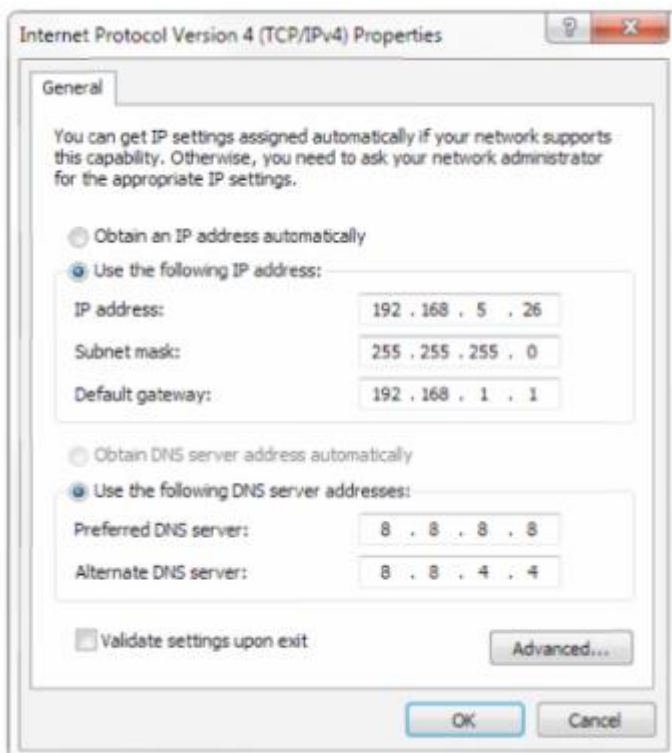 Internet Protocol Version 4 (TCP/IPv4) Properties
General
You can get IP settings assigned automatically if your network supports
this capability. Otherwise, you need to ask your network administrator
for the appropriate IP settings.
Obtain an IP address automatically
Use the following IP address:
IP address: 192 . 168 . 5 . 26
Subnet mask: 255 . 255 . 255 . 0
Default gateway: 192 . 168 . 1 . 1
Obtain DNS server address automatically
Use the following DNS server addresses:
Preferred DNS server: 8 . 8 . 8 . 8
Alternate DNS server: 8 . 8 . 4 . 4
Validate settings upon exit
Advanced...
OK Cancel